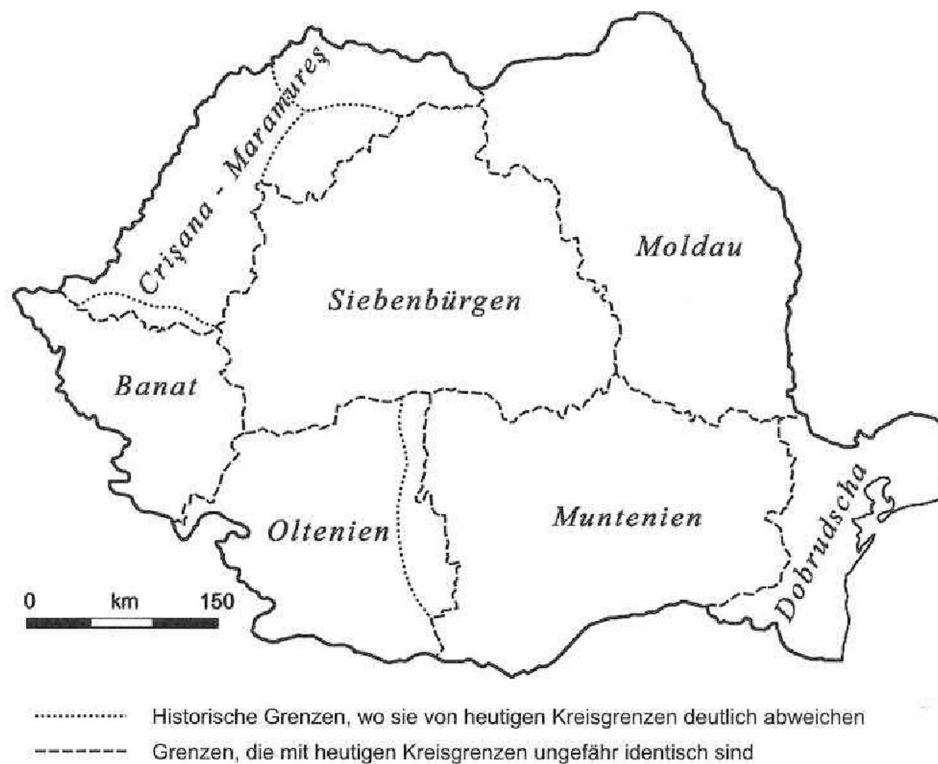 Crişana - Maramureş
Moldau
Siebenbürgen
Banat
Oltenien
Muntenien
Dobrudscha
0 km 150
Historische Grenzen, wo sie von heutigen Kreisgrenzen deutlich abweichen
Grenzen, die mit heutigen Kreisgrenzen ungefähr identisch sind